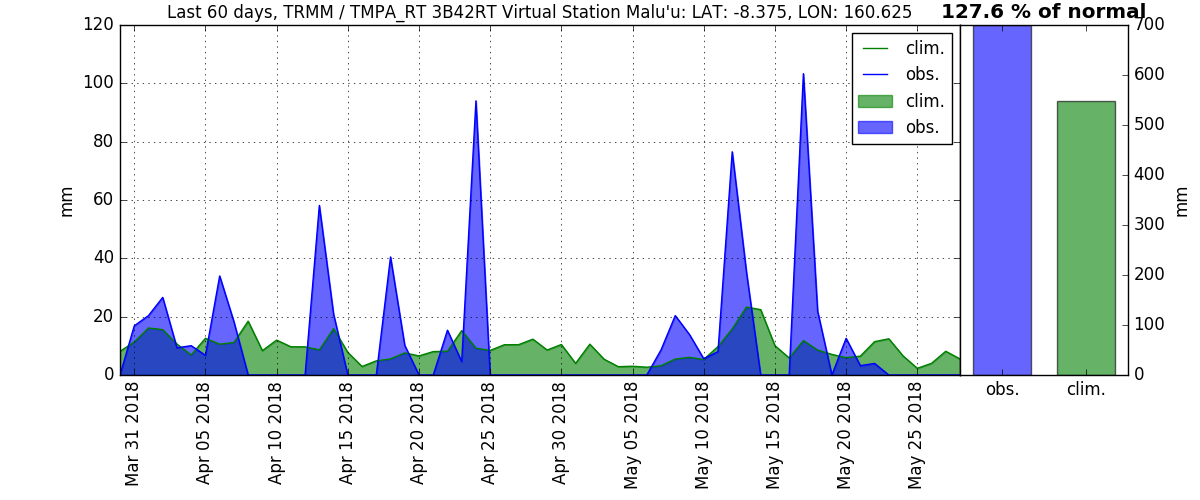 Last 60 days, TRMM / TMPA_RT 3B42RT Virtual Station Malu'u: LAT: -8.375, LON: 160.625
127.6 % of normal
120
100
80
60
40
20
0
mm
clim.
obs.
clim.
obs.
Mar 31 2018
Apr 05 2018
Apr 10 2018
Apr 15 2018
Apr 20 2018
Apr 25 2018
Apr 30 2018
May 05 2018
May 10 2018
May 15 2018
May 20 2018
May 25 2018
700
600
500
400
300
200
100
0
mm
obs.
clim.